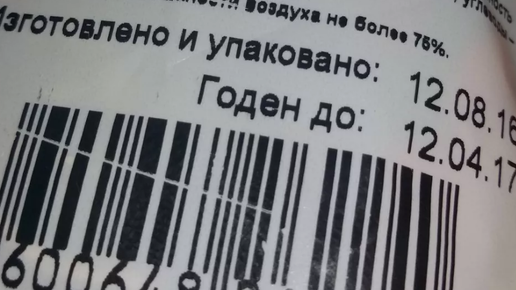 воздуха не более 75%.
Изготовлено и упаковано: 12.08.16
Годен до: 12.04.17